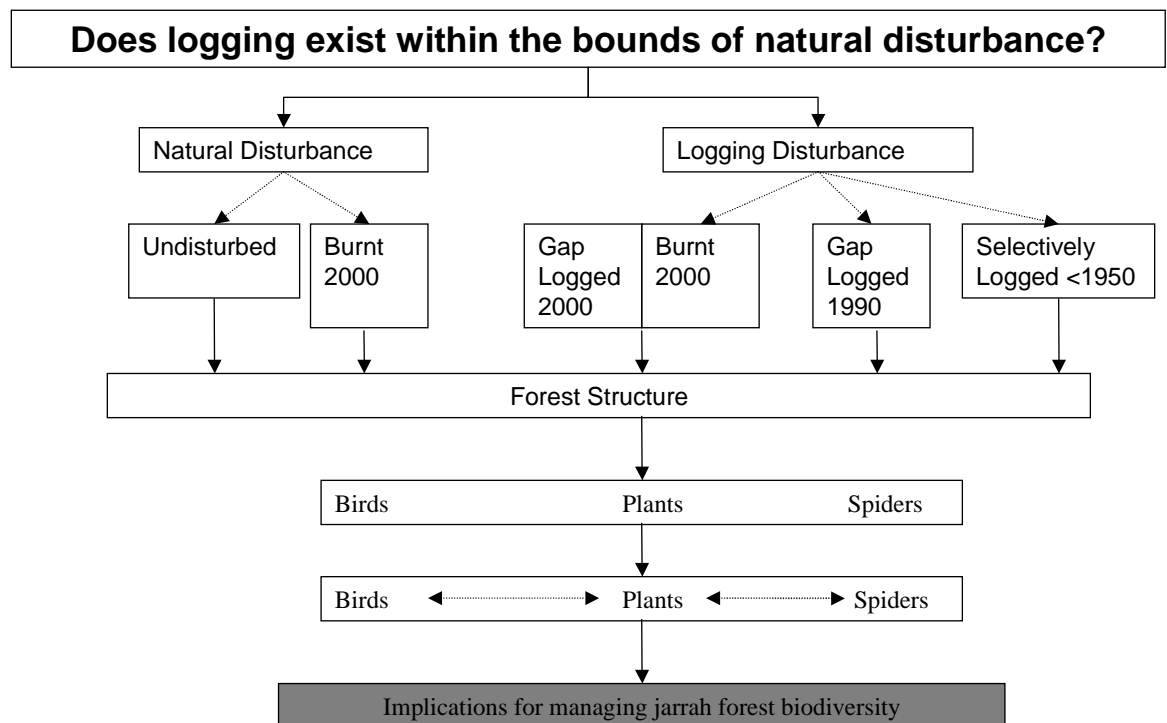 Does logging exist within the bounds of natural disturbance?
Natural Disturbance
Logging Disturbance
Undisturbed
Burnt
2000
Gap
Logged
2000
Burnt
2000
Gap
Logged
1990
Selectively
Logged <1950
Forest Structure
Birds Plants Spiders
Birds Plants Spiders
Implications for managing jarrah forest biodiversity